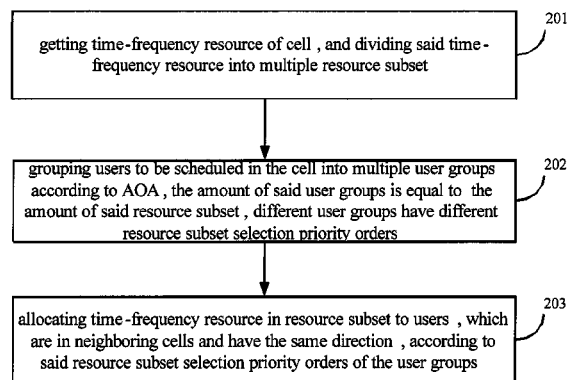 201
getting time-frequency resource of cell , and dividing said time-
frequency resource into multiple resource subset
202
grouping users to be scheduled in the cell into multiple user groups
according to AOA , the amount of said user groups is equal to the
amount of said resource subset , different user groups have different
resource subset selection priority orders
203
allocating time-frequency resource in resource subset to users , which
are in neighboring cells and have the same direction , according to
said resource subset selection priority orders of the user groups